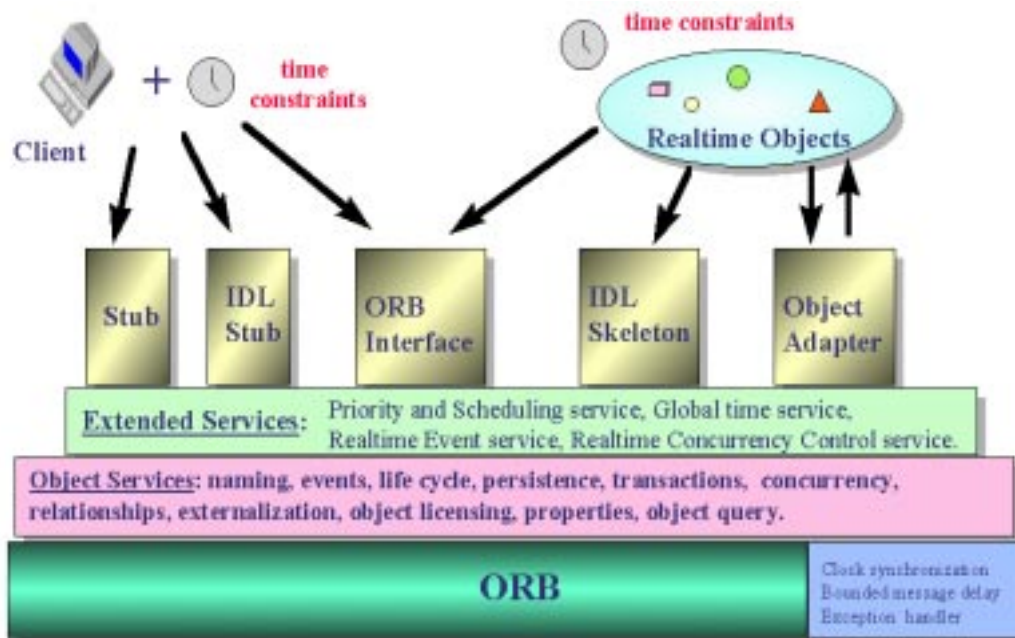 time constraints
time
constraints
Client
Realtime Objects
Stub
IDL
Stub
ORB
Interface
IDL
Skeleton
Object
Adapter
Extended Services: Priority and Scheduling service, Global time service,
Realtime Event service, Realtime Concurrency Control service.
Object Services: naming, events, life cycle, persistence, transactions, concurrency,
relationships, externalization, object licensing, properties, object query.
ORB
Clock synchronization
Bounded message delay
Exception handler